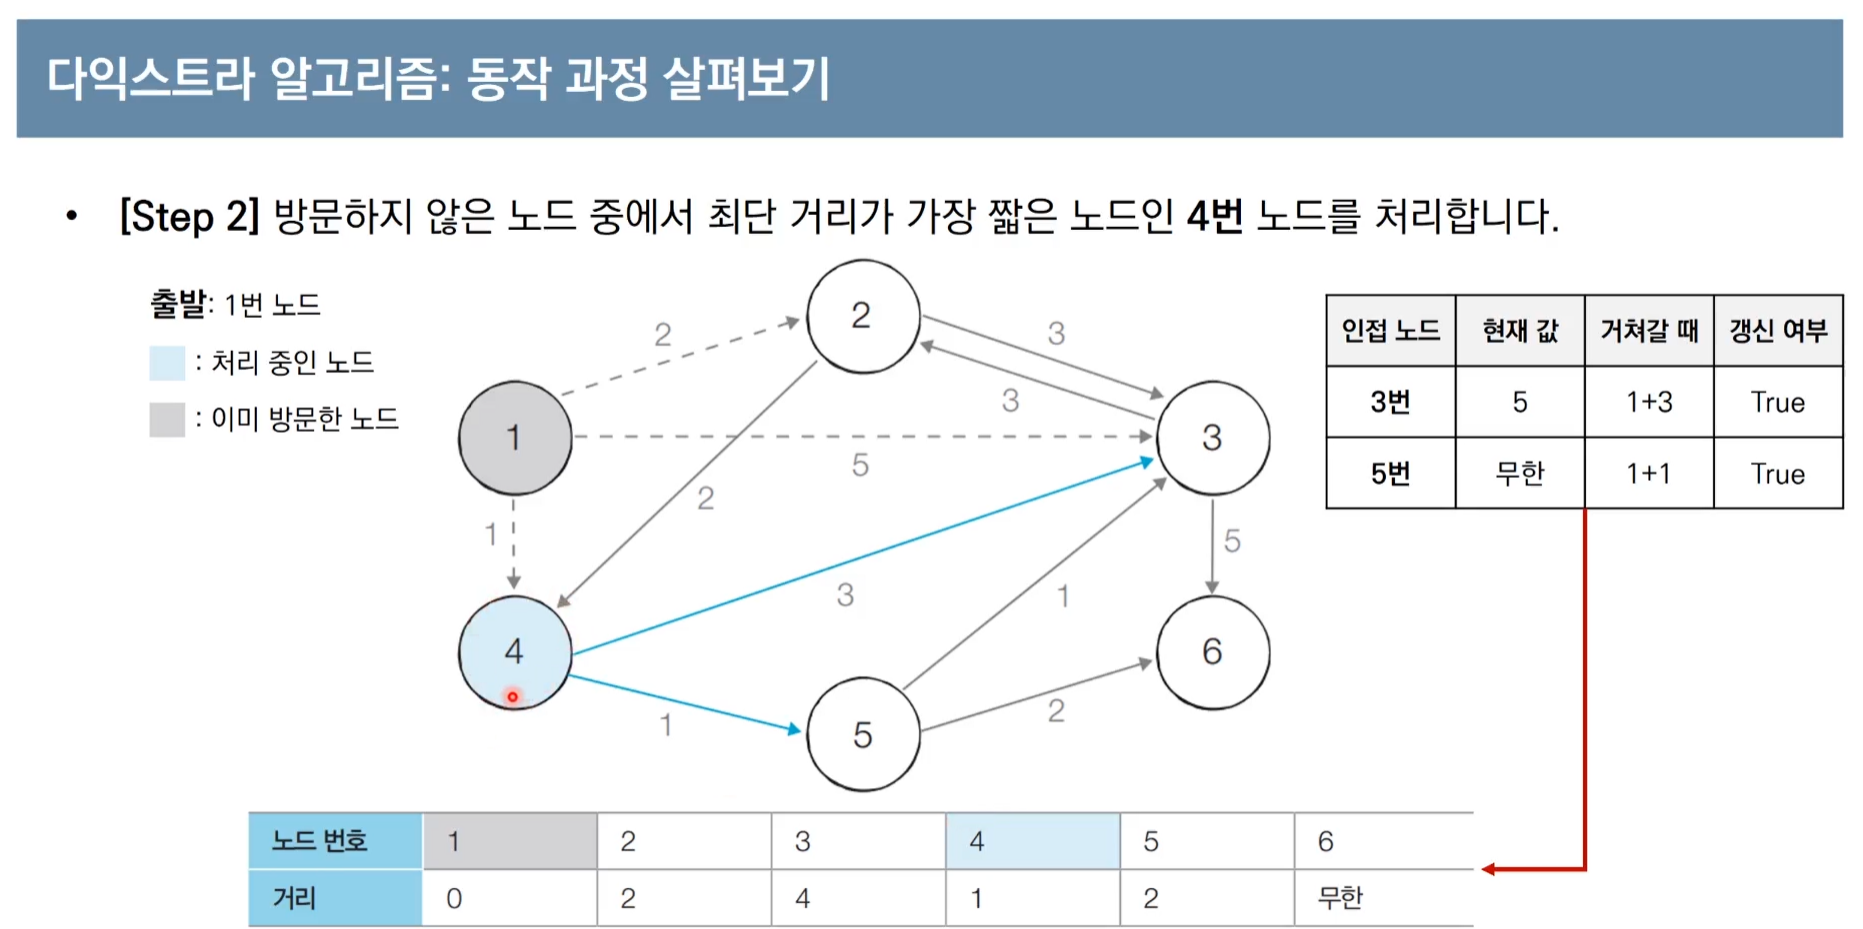 다익스트라 알고리즘: 동작 과정 살펴보기
• [Step 2] 방문하지 않은 노드 중에서 최단 거리가 가장 짧은 노드인 4번 노드를 처리합니다.
출발: 1번 노드
: 처리 중인 노드
: 이미 방문한 노드
2
2
3
3
1
5
3
2
1
5
3
1
4
6
1
2
5
인접 노드 현재 값 거쳐갈 때 갱신 여부
3번 5 1+3 True
5번 무한 1+1 True
노드 번호 1 2 3 4 5 6
거리 0 2 4 1 2 무한